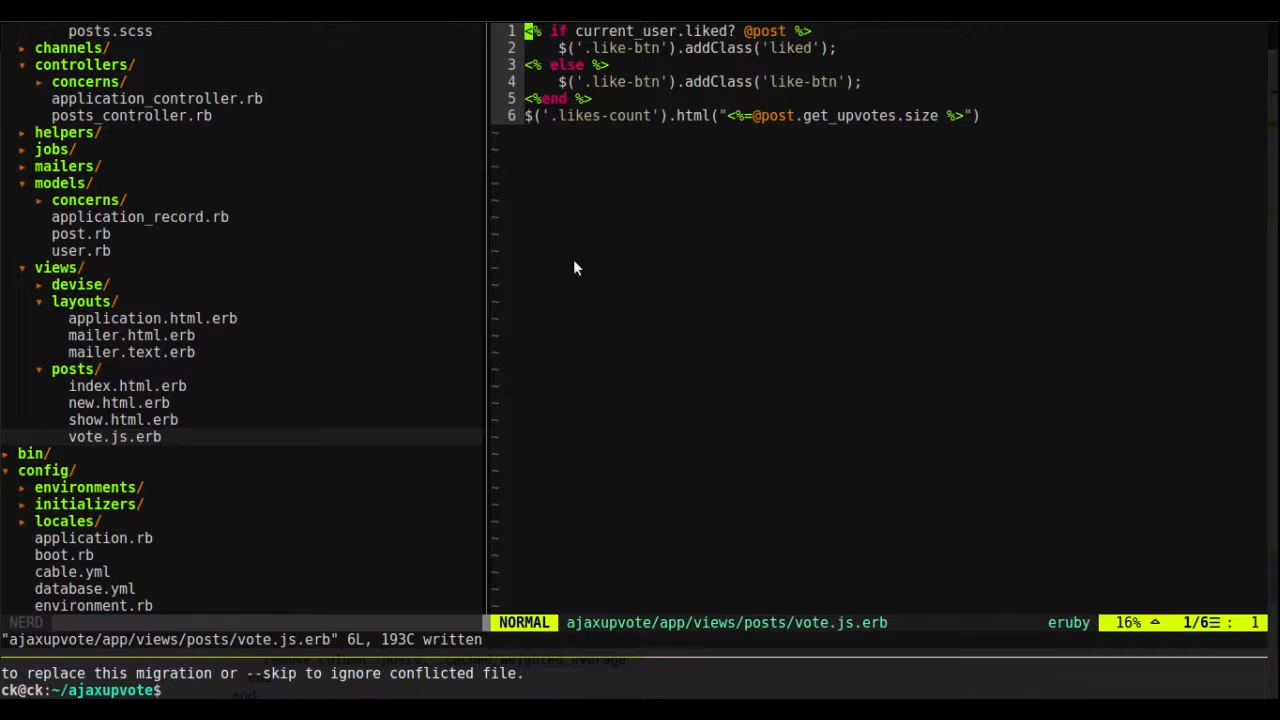 posts.scss
▸ channels/
▾ controllers/
▸ concerns/
application_controller.rb
posts_controller.rb
▸ helpers/
▸ jobs/
▸ mailers/
▾ models/
▸ concerns/
application_record.rb
post.rb
user.rb
▾ views/
▸ devise/
▾ layouts/
application.html.erb
mailer.html.erb
mailer.text.erb
▾ posts/
index.html.erb
new.html.erb
show.html.erb
vote.js.erb
▸ bin/
▾ config/
▸ environments/
▸ initializers/
▸ locales/
application.rb
boot.rb
cable.yml
database.yml
environment.rb
NERD
1 <% if current_user.liked? @post %>
2     $('.like-btn').addClass('liked');
3 <% else %>
4     $('.like-btn').addClass('like-btn');
5 <%end %>
6 $('.likes-count').html("<%=@post.get_upvotes.size %>")
NORMAL ajaxupvote/app/views/posts/vote.js.erb eruby 16% 1/6☰ : 1
"ajaxupvote/app/views/posts/vote.js.erb" 6L, 193C written
remove_column :posts, :cached_weighted_average
to replace this migration or --skip to ignore conflicted file.
ck@ck:~/ajaxupvote$
end